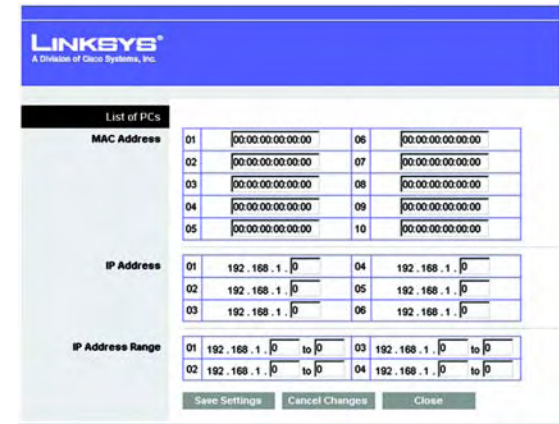 LINKSYS®
A Division of Cisco Systems, Inc.
List of PCs
MAC Address
01 00:00:00:00:00:00 06 00:00:00:00:00:00
02 00:00:00:00:00:00 07 00:00:00:00:00:00
03 00:00:00:00:00:00 08 00:00:00:00:00:00
04 00:00:00:00:00:00 09 00:00:00:00:00:00
05 00:00:00:00:00:00 10 00:00:00:00:00:00
IP Address
01 192.168.1.0 04 192.168.1.0
02 192.168.1.0 05 192.168.1.0
03 192.168.1.0 06 192.168.1.0
IP Address Range
01 192.168.1.0 to 0 03 192.168.1.0 to 0
02 192.168.1.0 to 0 04 192.168.1.0 to 0
Save Settings Cancel Changes Close